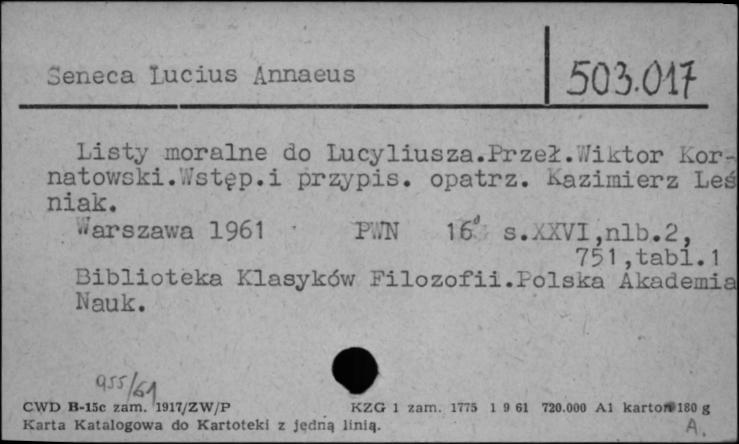 Seneca Lucius Annaeus 503.017
Listy moralne do Lucyliusza.Przeł.Wiktor Kor-
natowski.Wstęp.i przypis. opatrz. Kazimierz Leś
niak.
Warszawa 1961 PWN 16° s.XXVI,nlb.2,
751,tabl.1
Biblioteka Klasyków Filozofii.Polska Akademia
Nauk.
955/61
CWD B-15c zam. 1917/ZW/P KZG 1 zam. 1775 1 9 61 720.000 A1 karton 180 g
Karta Katalogowa do Kartoteki z jedną linią. A.